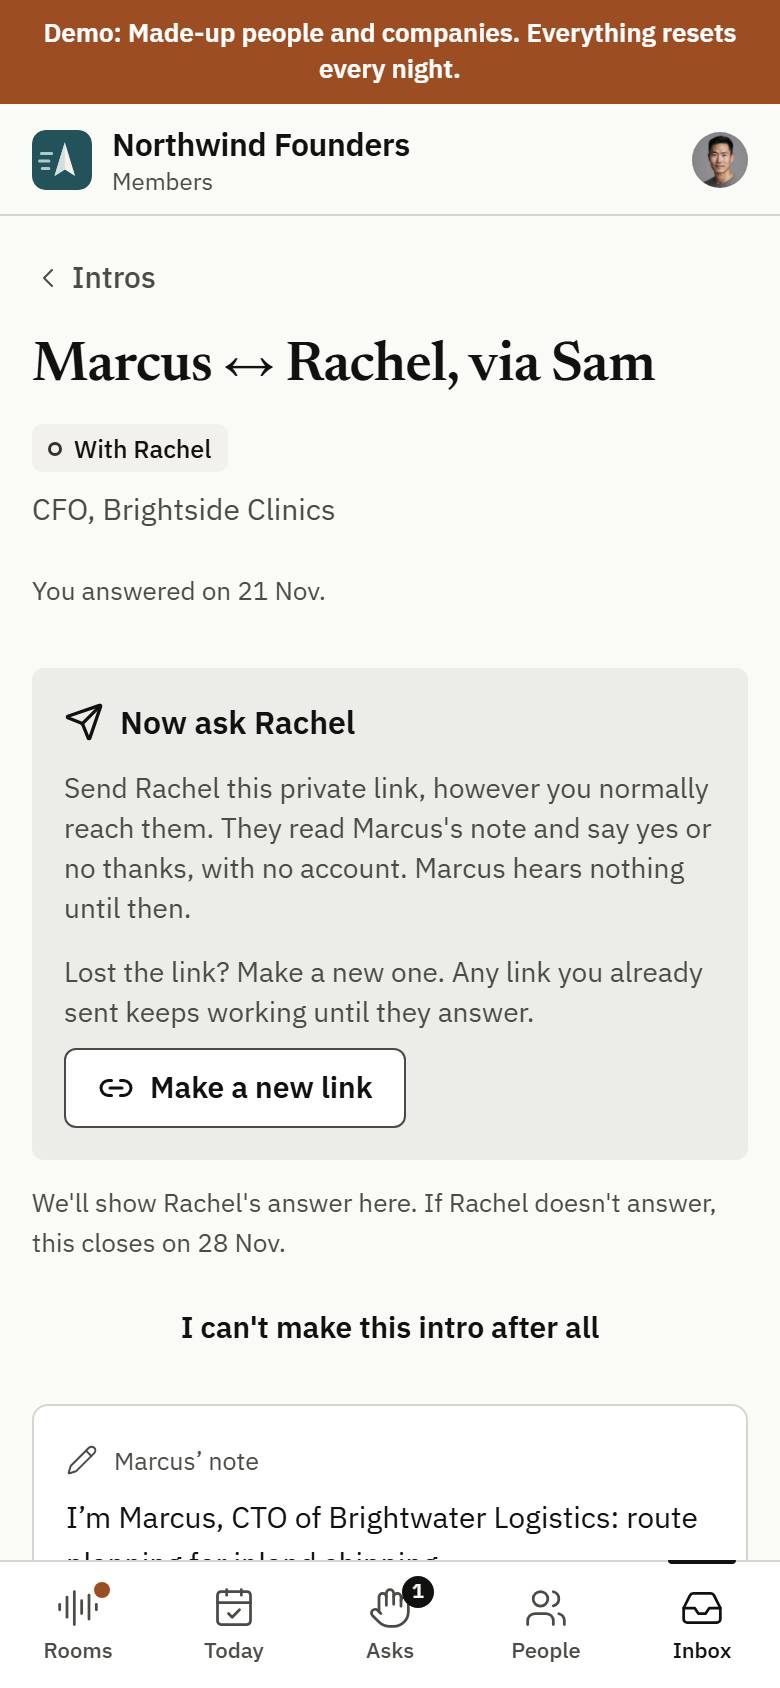 Demo: Made-up people and companies. Everything resets
every night.
Northwind Founders
Members
Intros
Marcus ↔ Rachel, via Sam
With Rachel
CFO, Brightside Clinics
You answered on 21 Nov.
Now ask Rachel
Send Rachel this private link, however you normally
reach them. They read Marcus's note and say yes or
no thanks, with no account. Marcus hears nothing
until then.
Lost the link? Make a new one. Any link you already
sent keeps working until they answer.
Make a new link
We'll show Rachel's answer here. If Rachel doesn't answer,
this closes on 28 Nov.
I can't make this intro after all
Marcus’ note
I’m Marcus, CTO of Brightwater Logistics: route
planning for inland shipping
1
Rooms
Today
Asks
People
Inbox